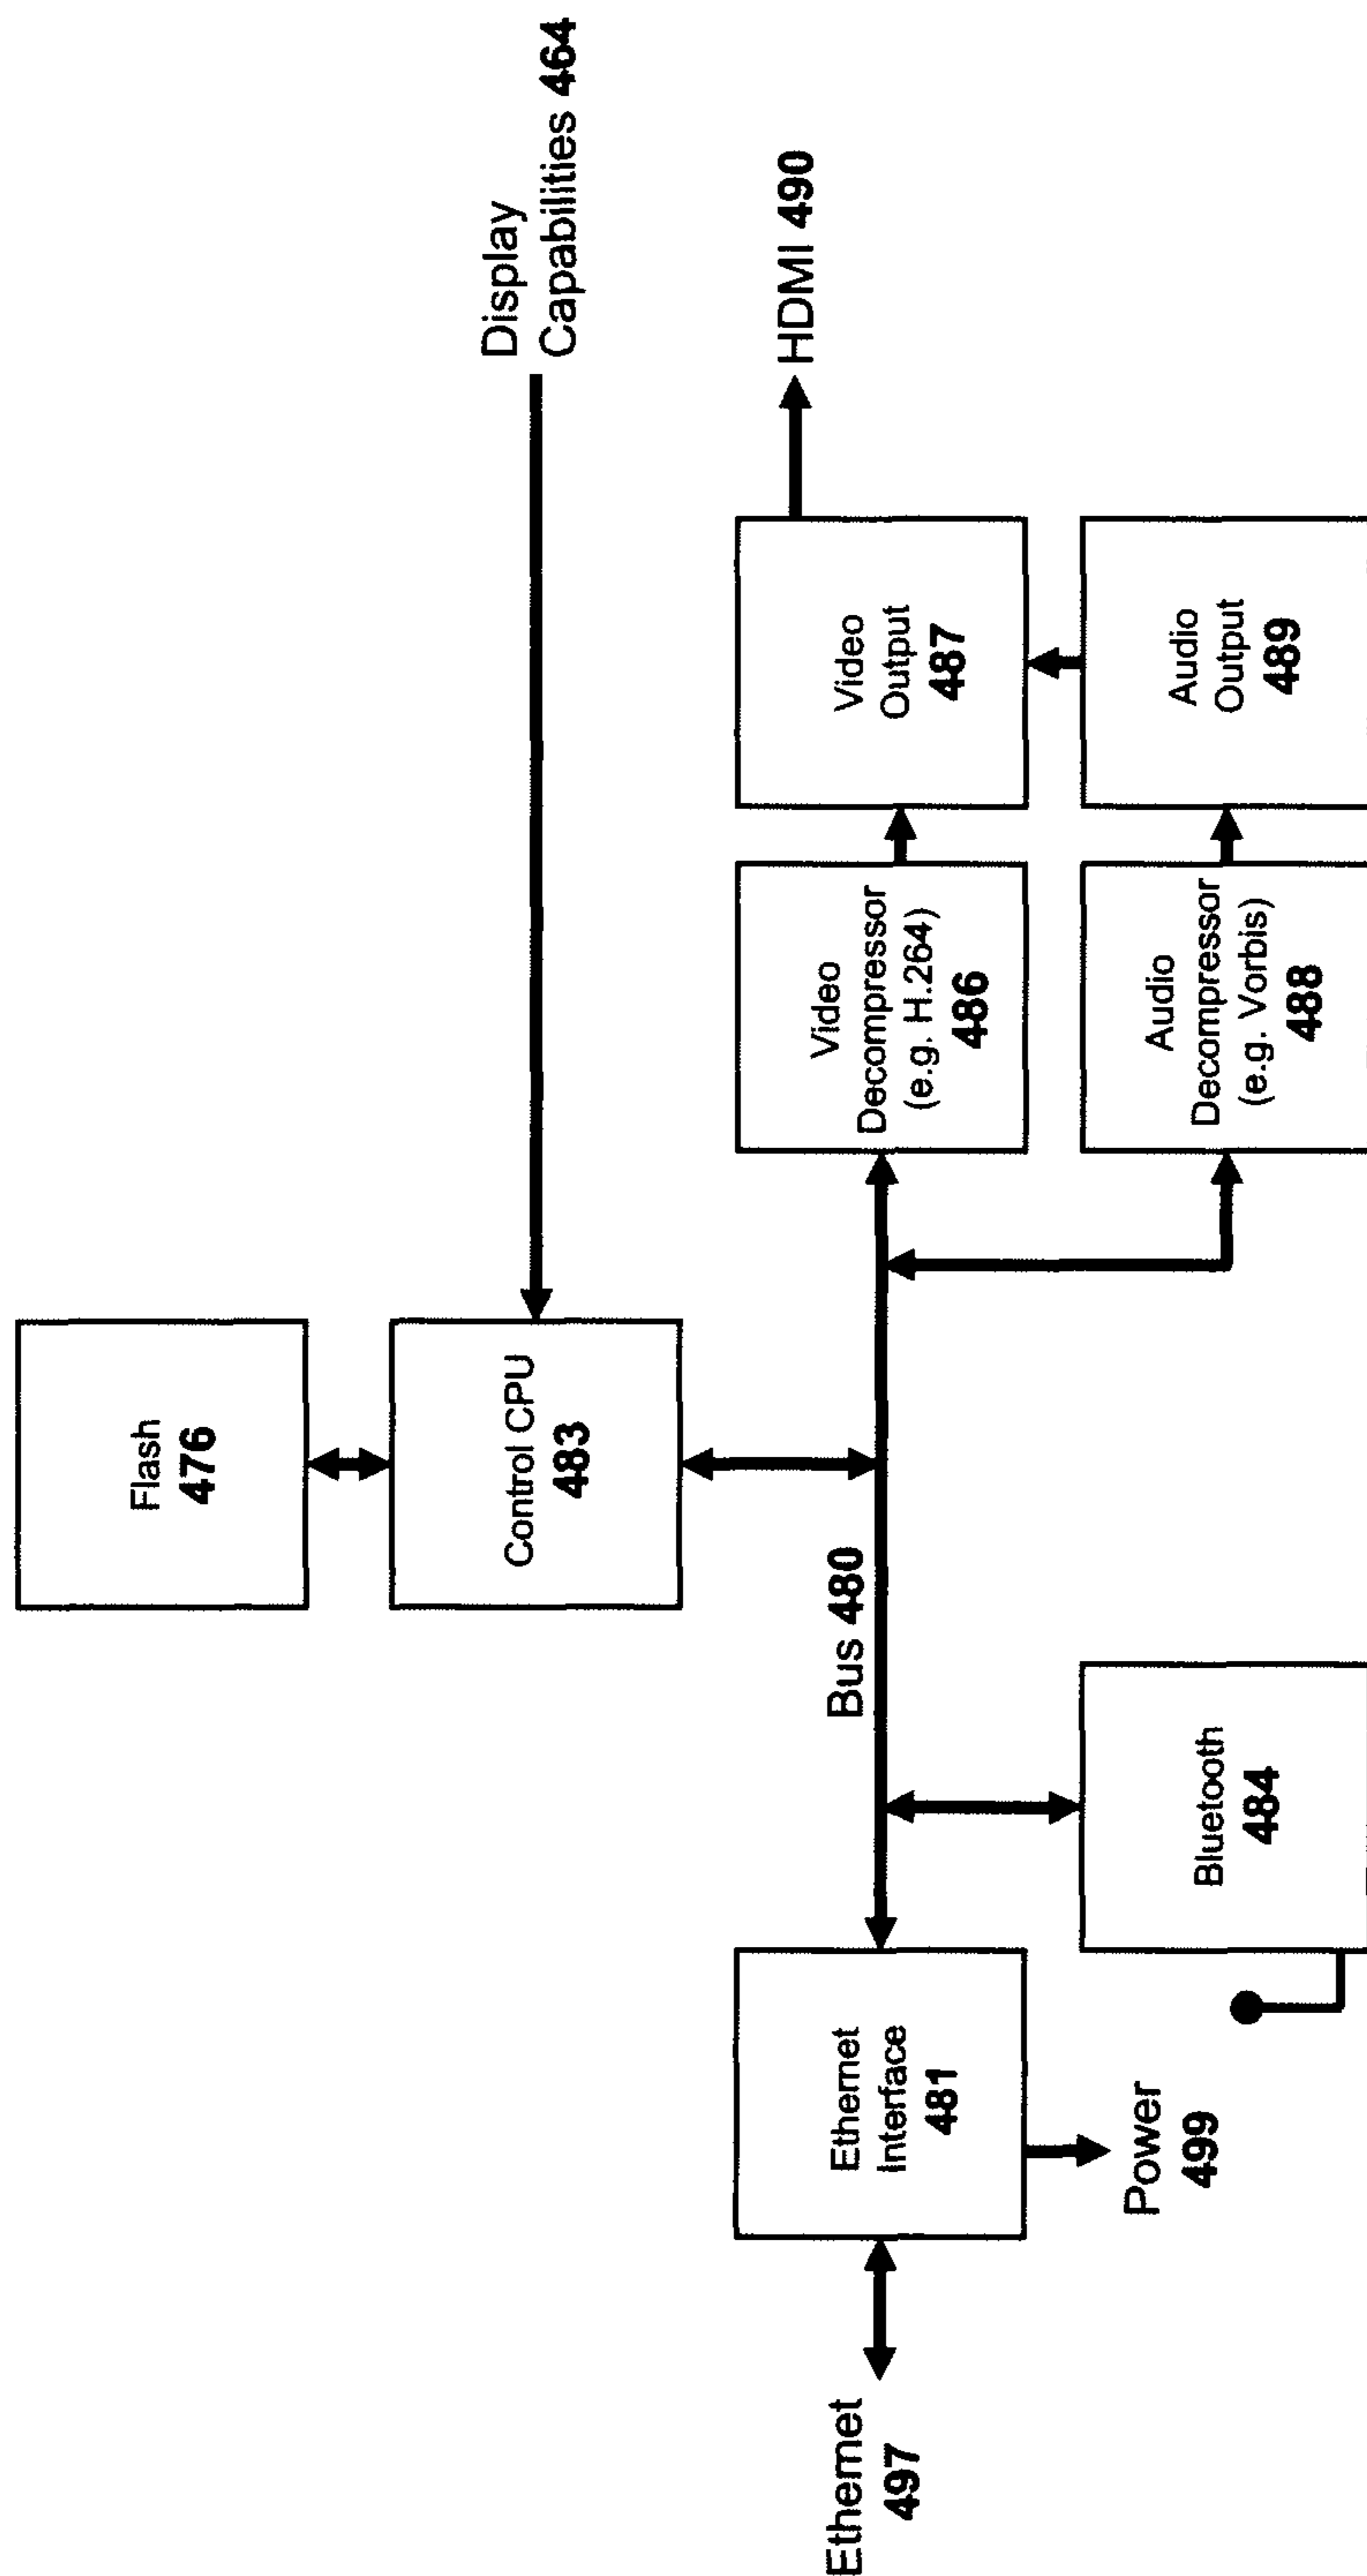 Display
Capabilities 464
Flash
476
Control CPU
483
HDMI 490
Bus 480
Video
Output
487
Video
Decompressor
(e.g. H.264)
486
Ethernet
Interface
481
Ethernet
497
Audio
Output
489
Audio
Decompressor
(e.g. Vorbis)
488
Bluetooth
484
Power
499